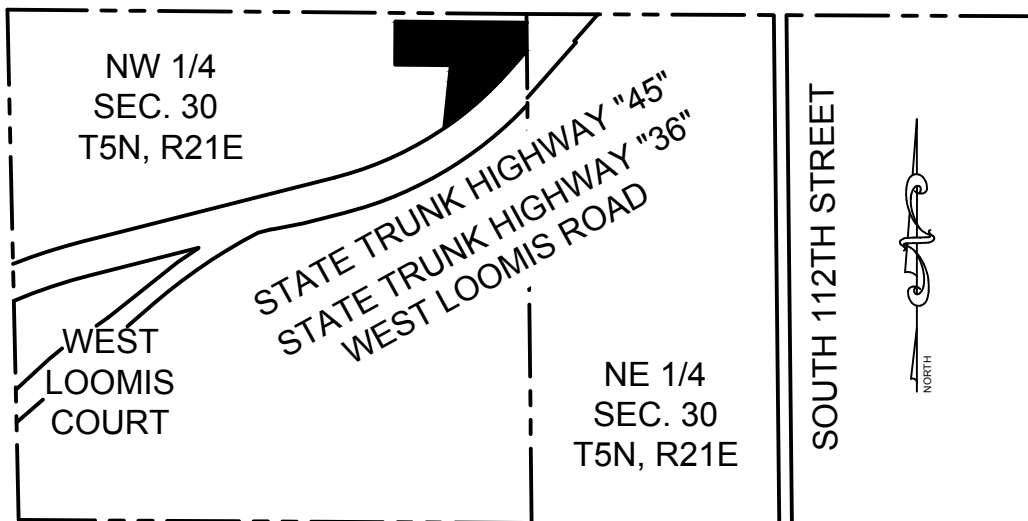 NW 1/4
SEC. 30
T5N, R21E
STATE TRUNK HIGHWAY "45"
STATE TRUNK HIGHWAY "36"
WEST LOOMIS ROAD
WEST
LOOMIS
COURT
NE 1/4
SEC. 30
T5N, R21E
SOUTH 112TH STREET
NORTH